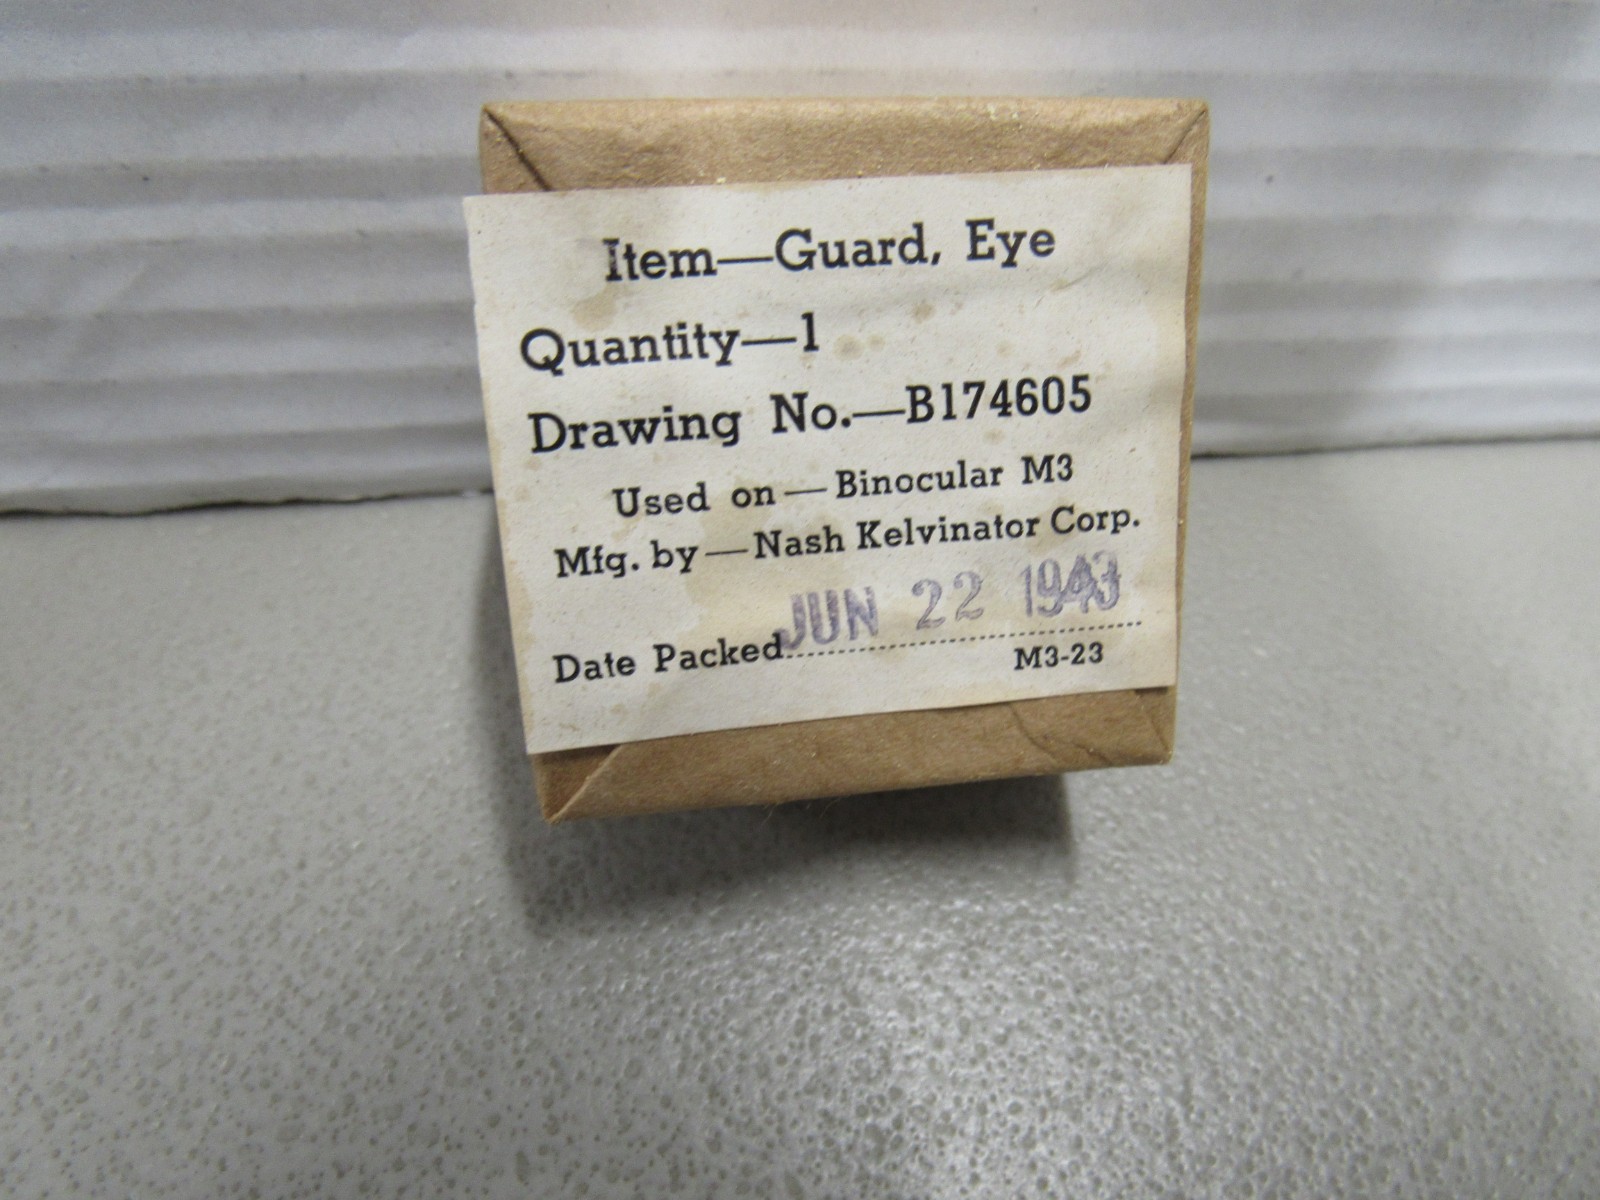 Item—Guard, Eye
Quantity—1
Drawing No.—B174605
Used on—Binocular M3
Mfg. by—Nash Kelvinator Corp.
Date Packed JUN 22 1943
M3-23